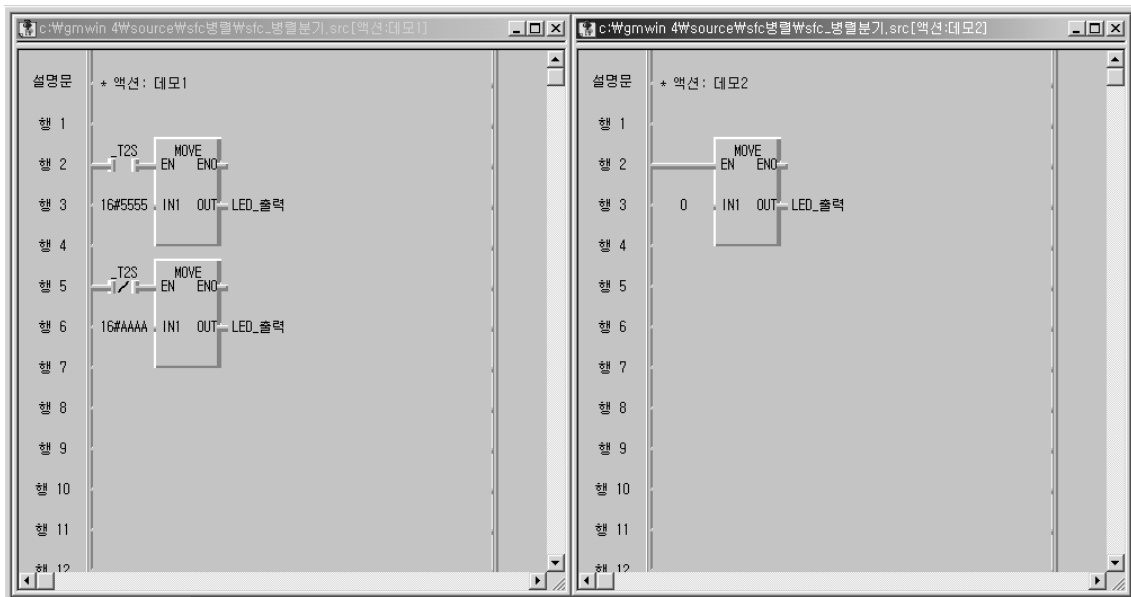 c:₩gmwin 4₩source₩sfc병렬₩sfc_병렬분기.src[액션:데모1]
설명문 * 액션: 데모1
행 1
_T2S MOVE
행 2 EN ENO
행 3 16#5555 IN1 OUT LED_출력
행 4
_T2S MOVE
행 5 EN ENO
행 6 16#AAAA IN1 OUT LED_출력
행 7
행 8
행 9
행 10
행 11
행 12
c:₩gmwin 4₩source₩sfc병렬₩sfc_병렬분기.src[액션:데모2]
설명문 * 액션: 데모2
행 1
MOVE
행 2 EN ENO
행 3 0 IN1 OUT LED_출력
행 4
행 5
행 6
행 7
행 8
행 9
행 10
행 11
행 12